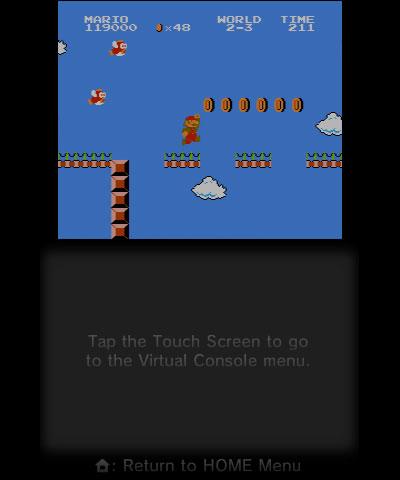 MARIO WORLD TIME
119000 ×48 2-3 211
Tap the Touch Screen to go
to the Virtual Console menu.
: Return to HOME Menu